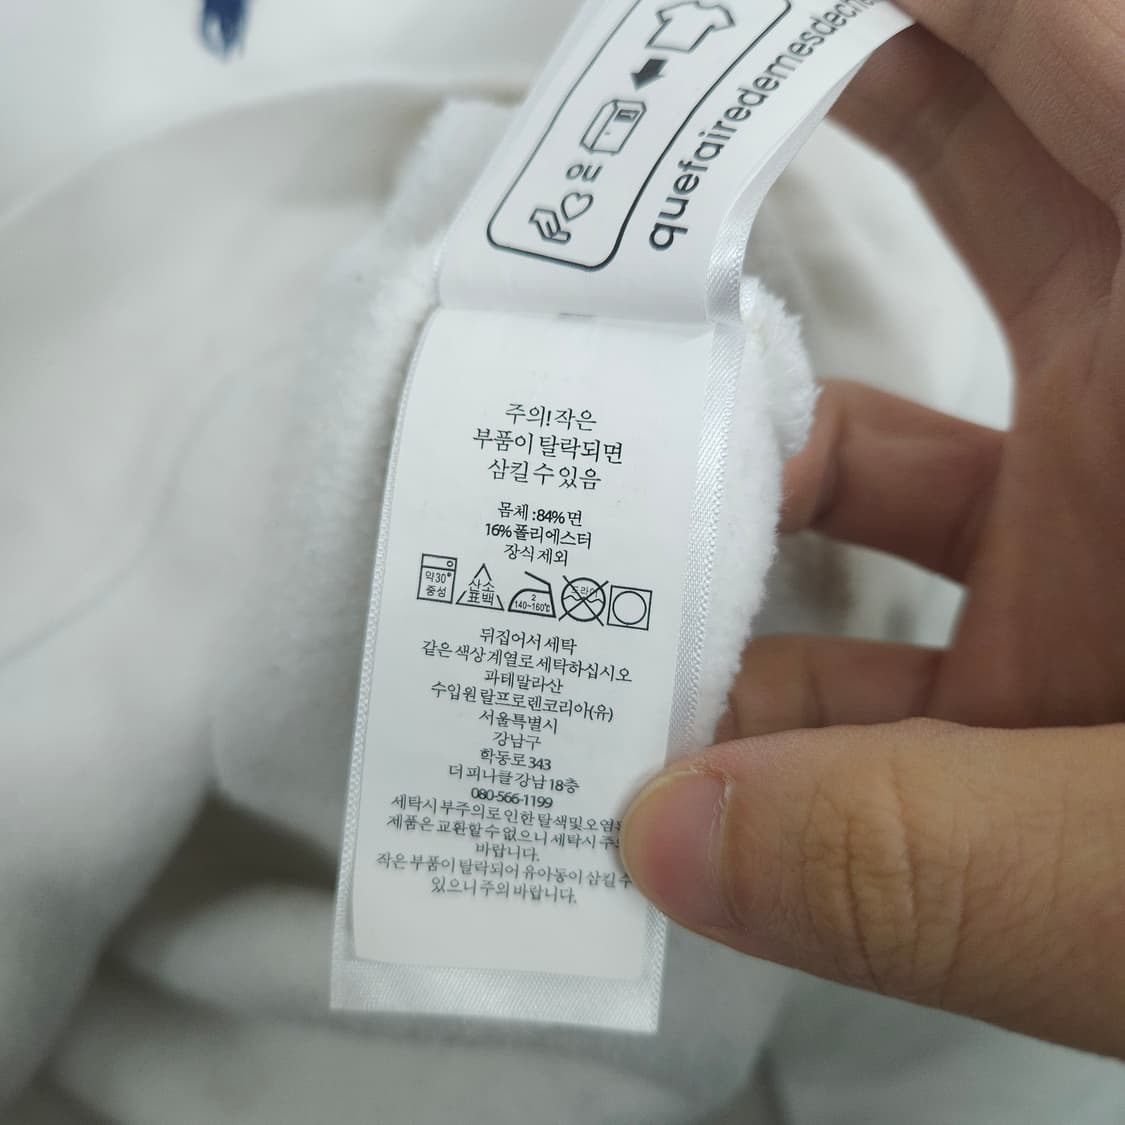 OU
주의! 작은
부품이 탈락되면
삼킬 수 있음
몸체 : 84% 면
16% 폴리에스터
장식 제외
약30°
중성
산소
표백
2
140~160℃
드라이
뒤집어서 세탁
같은 색상 계열로 세탁하십시오
과테말라산
수입원 랄프로렌코리아(유)
서울특별시
강남구
학동로 343
더 피나클 강남 18층
080-566-1199
세탁시 부주의로 인한 탈색및오염
제품은 교환할 수 없으니 세탁시
바랍니다.
작은 부품이 탈락되어 유아동이 삼킬 수
있으니 주의 바랍니다.